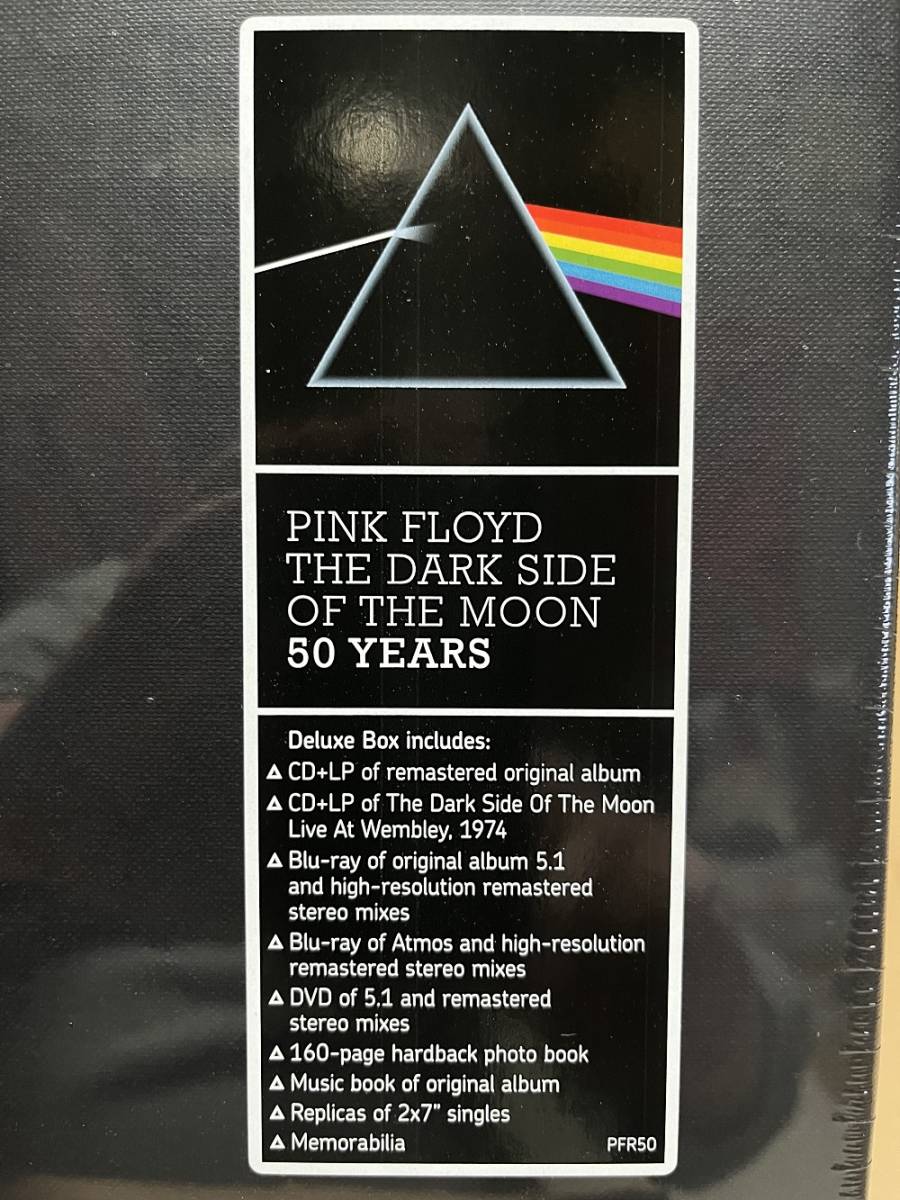 PINK FLOYD
THE DARK SIDE
OF THE MOON
50 YEARS
Deluxe Box includes:
CD+LP of remastered original album
CD+LP of The Dark Side Of The Moon
Live At Wembley, 1974
Blu-ray of original album 5.1
and high-resolution remastered
stereo mixes
Blu-ray of Atmos and high-resolution
remastered stereo mixes
DVD of 5.1 and remastered
stereo mixes
160-page hardback photo book
Music book of original album
Replicas of 2x7" singles
Memorabilia
PFR50